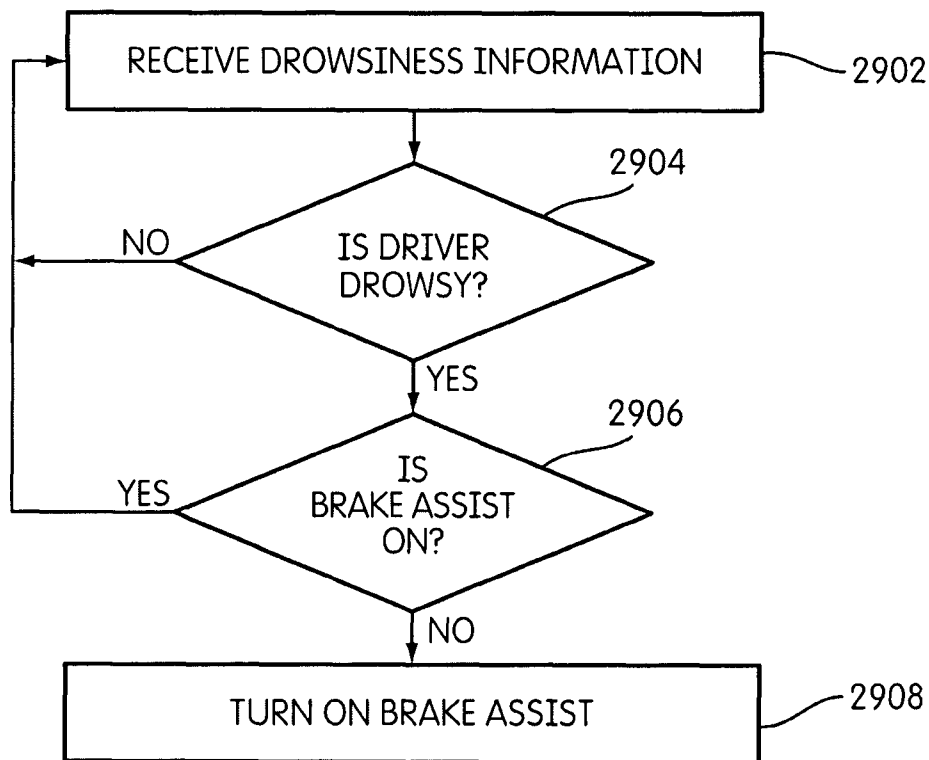 RECEIVE DROWSINESS INFORMATION
2902
2904
IS DRIVER
DROWSY?
NO
YES
2906
IS
BRAKE ASSIST
ON?
YES
NO
TURN ON BRAKE ASSIST
2908